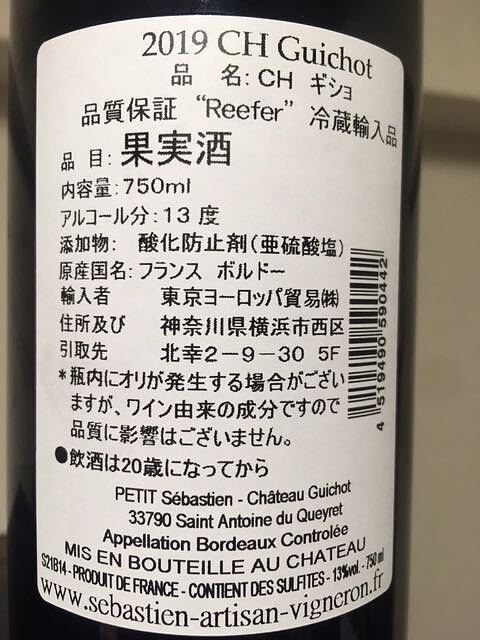 2019 CH Guichot
品　名:CH ギショ
品質保証 “Reefer” 冷蔵輸入品
品 目:果実酒
内容量:750ml
アルコール分:13度
添加物: 酸化防止剤(亜硫酸塩)
原産国名:フランス ボルドー
輸入者 東京ヨーロッパ貿易㈱
住所及び 神奈川県横浜市西区
引取先 北幸2－9－30 5F
*瓶内にオリが発生する場合がござい
ますが、ワイン由来の成分ですので
品質に影響はございません。
●飲酒は20歳になってから
4 519490 590442
PETIT Sébastien - Château Guichot
33790 Saint Antoine du Queyret
Appellation Bordeaux Controlée
MIS EN BOUTEILLE AU CHATEAU
S21B14 - PRODUIT DE FRANCE - CONTIENT DES SULFITES - 13%vol. - 750 ml
www.sebastien-artisan-vigneron.fr